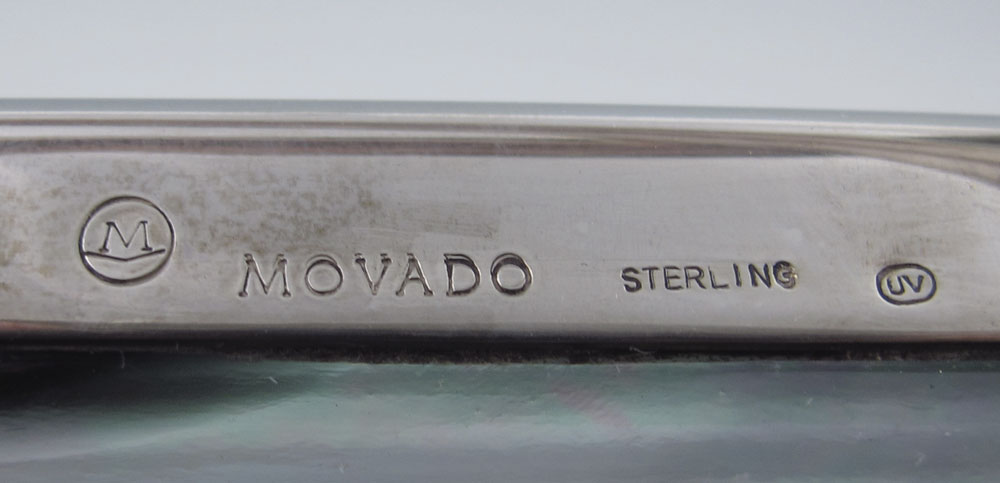 M MOVADO STERLING UV